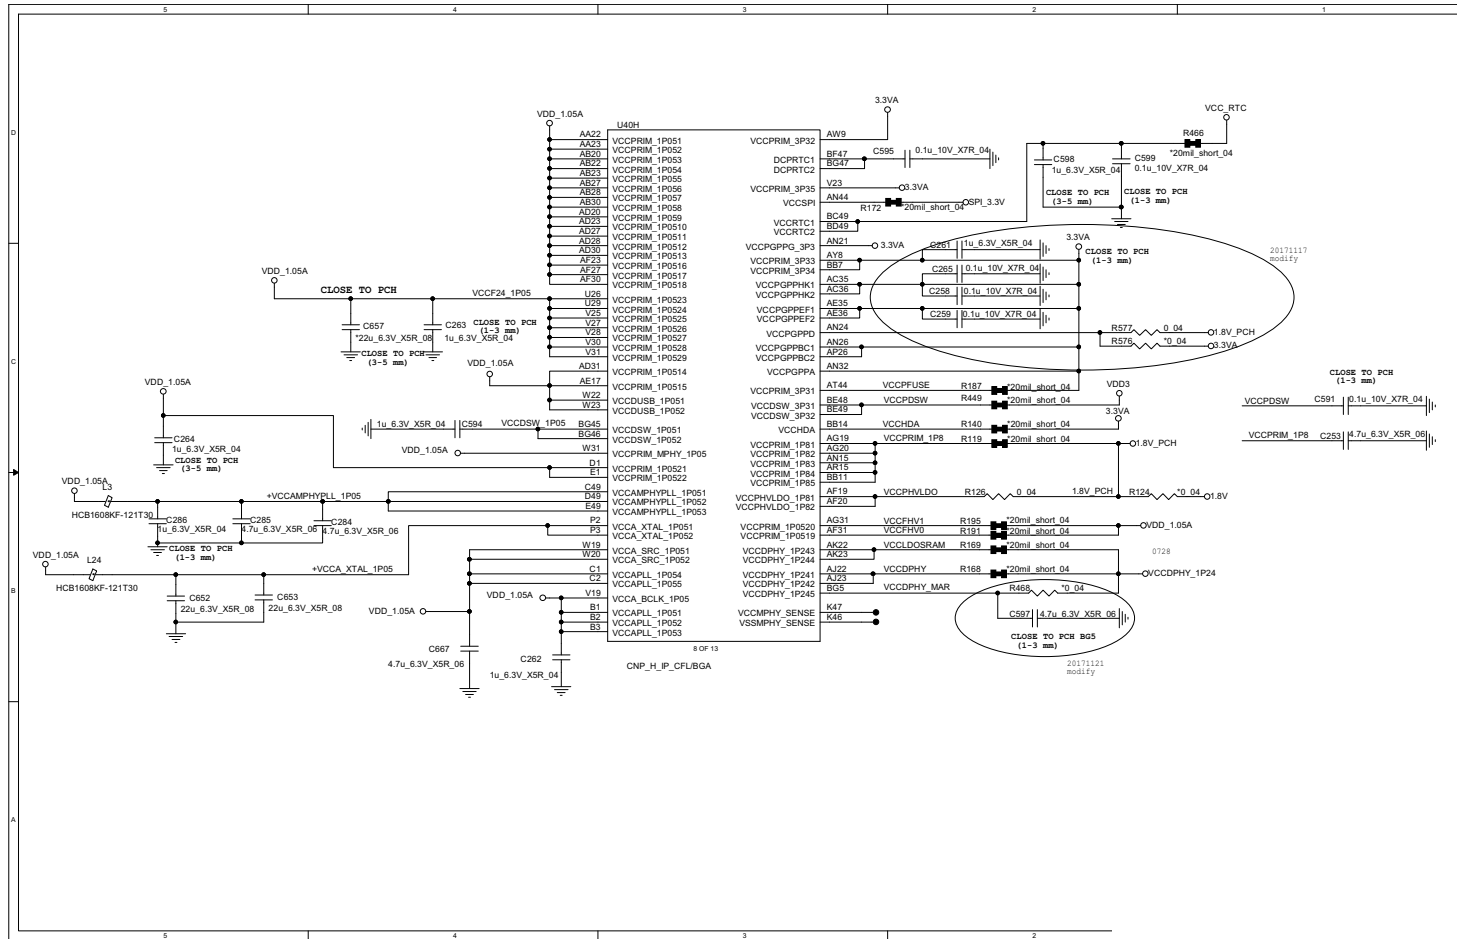 5 4 3 2 1
D
C
B
A
VDD_1.05A
U40H
AA22 VCCPRIM_1P051
AA23 VCCPRIM_1P052
AB20 VCCPRIM_1P053
AB22 VCCPRIM_1P054
AB23 VCCPRIM_1P055
AB27 VCCPRIM_1P056
AB28 VCCPRIM_1P057
AB30 VCCPRIM_1P058
AD20 VCCPRIM_1P059
AD23 VCCPRIM_1P0510
AD27 VCCPRIM_1P0511
AD28 VCCPRIM_1P0512
AD30 VCCPRIM_1P0513
AF23 VCCPRIM_1P0516
AF27 VCCPRIM_1P0517
AF30 VCCPRIM_1P0518
VDD_1.05A
CLOSE TO PCH
VCCF24_1P05
U26 VCCPRIM_1P0523
U29 VCCPRIM_1P0524
V25 VCCPRIM_1P0525
V27 VCCPRIM_1P0526
V28 VCCPRIM_1P0527
V30 VCCPRIM_1P0528
V31 VCCPRIM_1P0529
C657
*22u_6.3V_X5R_08
CLOSE TO PCH
(3-5 mm)
C263
1u_6.3V_X5R_04
CLOSE TO PCH
(1-3 mm)
VDD_1.05A
AD31 VCCPRIM_1P0514
AE17 VCCPRIM_1P0515
W22 VCCDUSB_1P051
W23 VCCDUSB_1P052
1u_6.3V_X5R_04 C594
VCCDSW_1P05
BG45 VCCDSW_1P051
BG46 VCCDSW_1P052
VDD_1.05A
W31 VCCPRIM_MPHY_1P05
VDD_1.05A
C264
1u_6.3V_X5R_04
CLOSE TO PCH
(3-5 mm)
D1 VCCPRIM_1P0521
E1 VCCPRIM_1P0522
VDD_1.05A
L3
HCB1608KF-121T30
+VCCAMPHYPLL_1P05
C49 VCCAMPHYPLL_1P051
D49 VCCAMPHYPLL_1P052
E49 VCCAMPHYPLL_1P053
C286
1u_6.3V_X5R_04
CLOSE TO PCH
(1-3 mm)
C285
4.7u_6.3V_X5R_06
C284
4.7u_6.3V_X5R_06
P2 VCCA_XTAL_1P051
P3 VCCA_XTAL_1P052
VDD_1.05A
L24
HCB1608KF-121T30
+VCCA_XTAL_1P05
C652
22u_6.3V_X5R_08
C653
22u_6.3V_X5R_08
W19 VCCA_SRC_1P051
W20 VCCA_SRC_1P052
C1 VCCAPLL_1P054
C2 VCCAPLL_1P055
VDD_1.05A
V19 VCCA_BCLK_1P05
VDD_1.05A
B1 VCCAPLL_1P051
B2 VCCAPLL_1P052
B3 VCCAPLL_1P053
C667
4.7u_6.3V_X5R_06
C262
1u_6.3V_X5R_04
8 OF 13
CNP_H_IP_CFL/BGA
3.3VA
VCCPRIM_3P32 AW9
DCPRTC1 BF47
DCPRTC2 BG47
C595 0.1u_10V_X7R_04
VCCPRIM_3P35 V23 3.3VA
VCCSPI AN44 R172 *20mil_short_04 SPI_3.3V
VCCRTC1 BC49
VCCRTC2 BD49
VCC_RTC
R466
*20mil_short_04
C598
1u_6.3V_X5R_04
C599
0.1u_10V_X7R_04
CLOSE TO PCH
(3-5 mm)
CLOSE TO PCH
(1-3 mm)
VCCPGPPG_3P3 AN21 3.3VA
VCCPRIM_3P33 AY8
VCCPRIM_3P34 BB7
C261 1u_6.3V_X5R_04
3.3VA
CLOSE TO PCH
(1-3 mm)
20171117
modify
VCCPGPPHK1 AC35
VCCPGPPHK2 AC36
C265 0.1u_10V_X7R_04
C258 0.1u_10V_X7R_04
VCCPGPPEF1 AE35
VCCPGPPEF2 AE36
C259 0.1u_10V_X7R_04
VCCPGPPD AN24
R577 0_04 1.8V_PCH
R576 *0_04 3.3VA
VCCPGPPBC1 AN26
VCCPGPPBC2 AP26
VCCPGPPA AN32
VCCPRIM_3P31 AT44 VCCPFUSE R187 *20mil_short_04
VDD3
VCCDSW_3P31 BE48 VCCPDSW R449 *20mil_short_04
VCCDSW_3P32 BE49
3.3VA
VCCHDA BB14 VCCHDA R140 *20mil_short_04
VCCPRIM_1P81 AG19 VCCPRIM_1P8 R119 *20mil_short_04 1.8V_PCH
VCCPRIM_1P82 AG20
VCCPRIM_1P83 AN15
VCCPRIM_1P84 AR15
VCCPRIM_1P85 BB11
VCCPHVLDO_1P81 AF19 VCCPHVLDO R126 0_04 1.8V_PCH R124 *0_04 1.8V
VCCPHVLDO_1P82 AF20
VCCPRIM_1P0520 AG31 VCCFHV1 R195 *20mil_short_04 VDD_1.05A
VCCPRIM_1P0519 AF31 VCCFHV0 R191 *20mil_short_04
VCCDPHY_1P243 AK22 VCCLDOSRAM R169 *20mil_short_04
VCCDPHY_1P244 AK23
0728
VCCDPHY_1P241 AJ22 VCCDPHY R168 *20mil_short_04 VCCDPHY_1P24
VCCDPHY_1P242 AJ23
VCCDPHY_1P245 BG5 VCCDPHY_MAR R468 *0_04
C597 4.7u_6.3V_X5R_06
CLOSE TO PCH BG5
(1-3 mm)
20171121
modify
VCCMPHY_SENSE K47
VSSMPHY_SENSE K46
CLOSE TO PCH
(1-3 mm)
VCCPDSW C591 0.1u_10V_X7R_04
VCCPRIM_1P8 C253 4.7u_6.3V_X5R_06
5 4 3 2